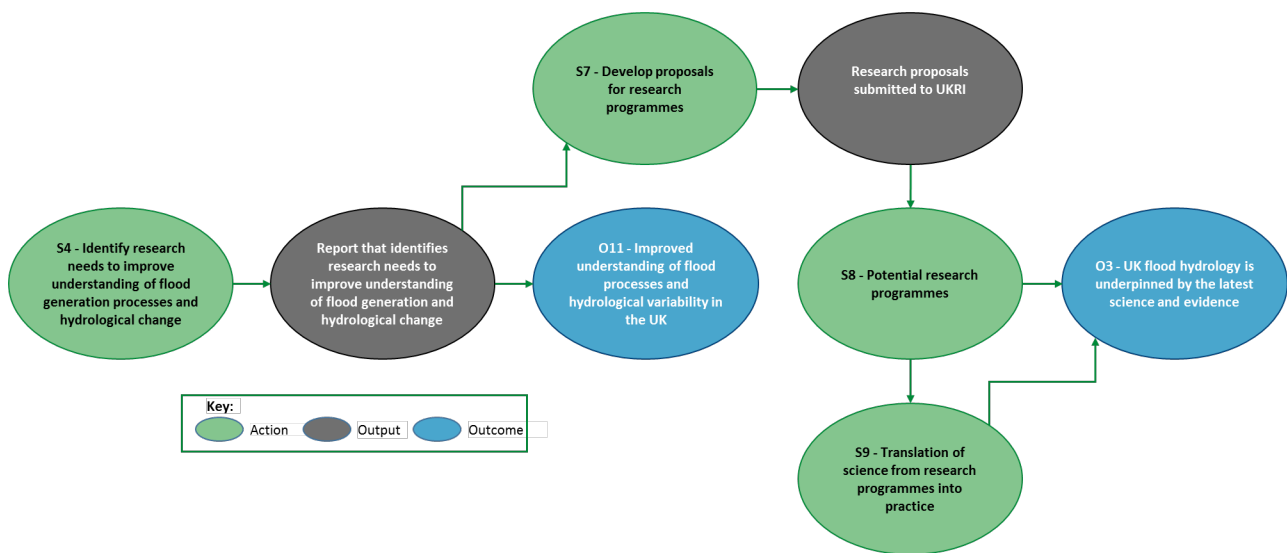 S7 - Develop proposals
for research
programmes
Research proposals
submitted to UKRI
S4 - Identify research
needs to improve
understanding of flood
generation processes and
hydrological change
Report that identifies
research needs to
improve understanding
of flood generation and
hydrological change
O11 - Improved
understanding of flood
processes and
hydrological variability in
the UK
S8 - Potential research
programmes
O3 - UK flood hydrology is
underpinned by the latest
science and evidence
Key:
Action
Output
Outcome
S9 - Translation of
science from research
programmes into
practice